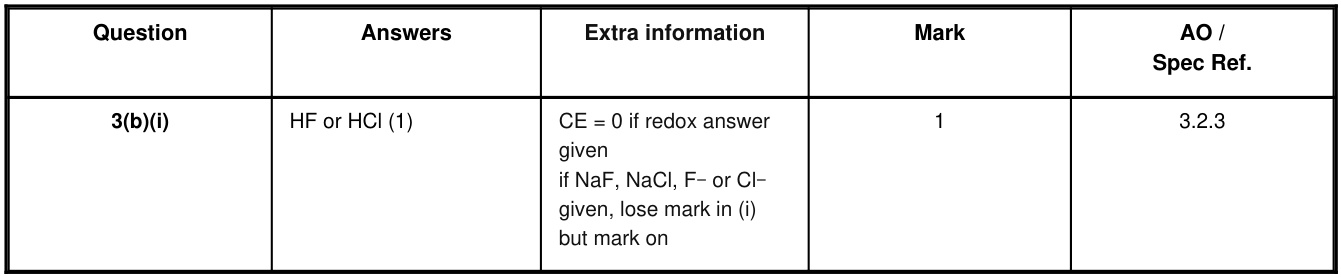 Question Answers Extra information Mark AO /
Spec Ref.
3(b)(i) HF or HCl (1) CE = 0 if redox answer 1 3.2.3
given
if NaF, NaCl, F– or Cl–
given, lose mark in (i)
but mark on